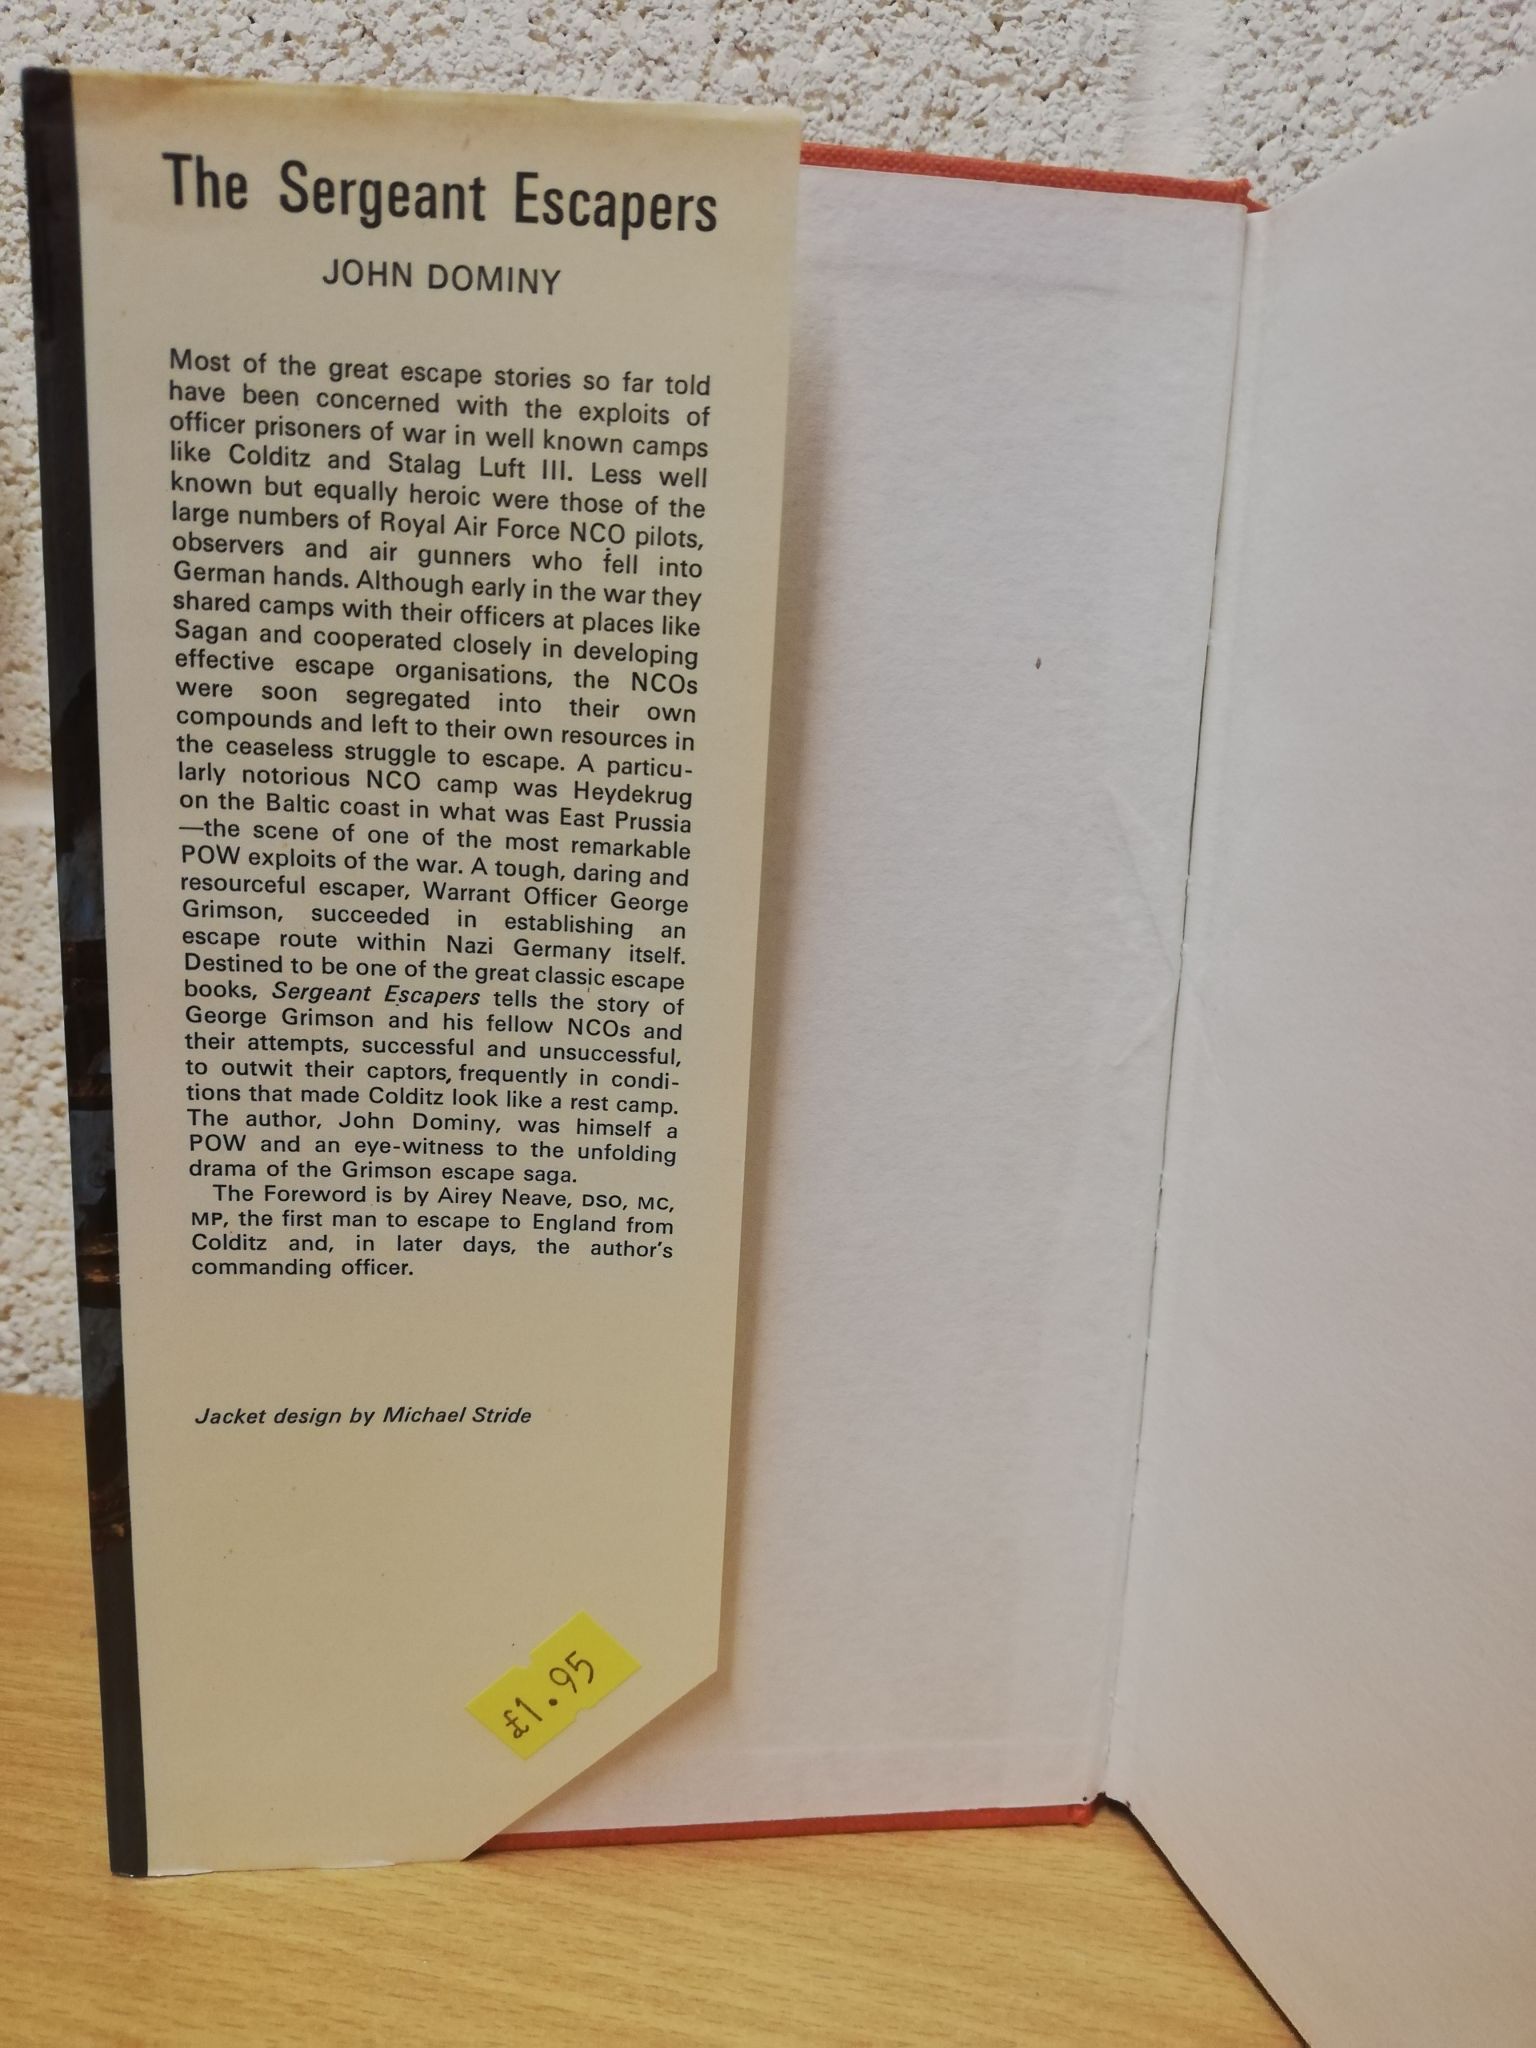 The Sergeant Escapers
JOHN DOMINY
Most of the great escape stories so far told
have been concerned with the exploits of
officer prisoners of war in well known camps
like Colditz and Stalag Luft III. Less well
known but equally heroic were those of the
large numbers of Royal Air Force NCO pilots,
observers and air gunners who fell into
German hands. Although early in the war they
shared camps with their officers at places like
Sagan and cooperated closely in developing
effective escape organisations, the NCOs
were soon segregated into their own
compounds and left to their own resources in
the ceaseless struggle to escape. A particu-
larly notorious NCO camp was Heydekrug
on the Baltic coast in what was East Prussia
—the scene of one of the most remarkable
POW exploits of the war. A tough, daring and
resourceful escaper, Warrant Officer George
Grimson, succeeded in establishing an
escape route within Nazi Germany itself.
Destined to be one of the great classic escape
books, Sergeant Escapers tells the story of
George Grimson and his fellow NCOs and
their attempts, successful and unsuccessful,
to outwit their captors, frequently in condi-
tions that made Colditz look like a rest camp.
The author, John Dominy, was himself a
POW and an eye-witness to the unfolding
drama of the Grimson escape saga.
The Foreword is by Airey Neave, DSO, MC,
MP, the first man to escape to England from
Colditz and, in later days, the author's
commanding officer.
Jacket design by Michael Stride
£1.95